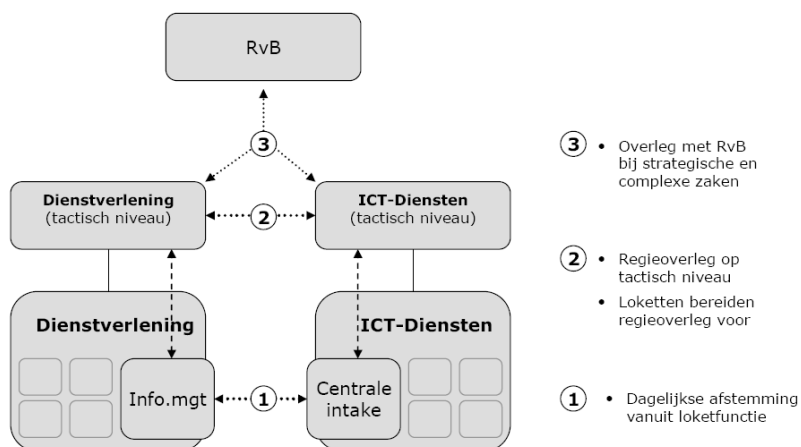 RvB
3
Dienstverlening
(tactisch niveau)
2
ICT-Diensten
(tactisch niveau)
Dienstverlening
ICT-Diensten
Info.mgt
1
Centrale
intake
3 • Overleg met RvB
bij strategische en
complexe zaken
2 • Regieoverleg op
tactisch niveau
• Loketten bereiden
regieoverleg voor
1 • Dagelijkse afstemming
vanuit loketfunctie